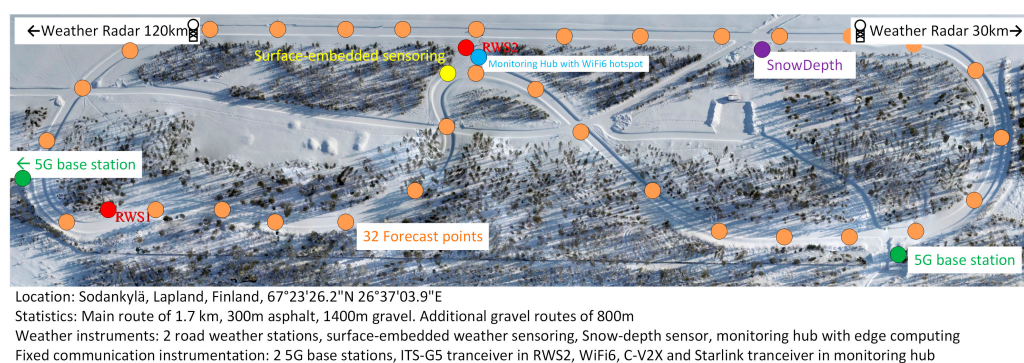 ←Weather Radar 120km
Weather Radar 30km→
RWS2
Surface-embedded sensoring
Monitoring Hub with WiFi6 hotspot
SnowDepth
← 5G base station
RWS1
32 Forecast points
5G base station
Location: Sodankylä, Lapland, Finland, 67°23'26.2"N 26°37'03.9"E
Statistics: Main route of 1.7 km, 300m asphalt, 1400m gravel. Additional gravel routes of 800m
Weather instruments: 2 road weather stations, surface-embedded weather sensoring, Snow-depth sensor, monitoring hub with edge computing
Fixed communication instrumentation: 2 5G base stations, ITS-G5 tranceiver in RWS2, WiFi6, C-V2X and Starlink tranceiver in monitoring hub